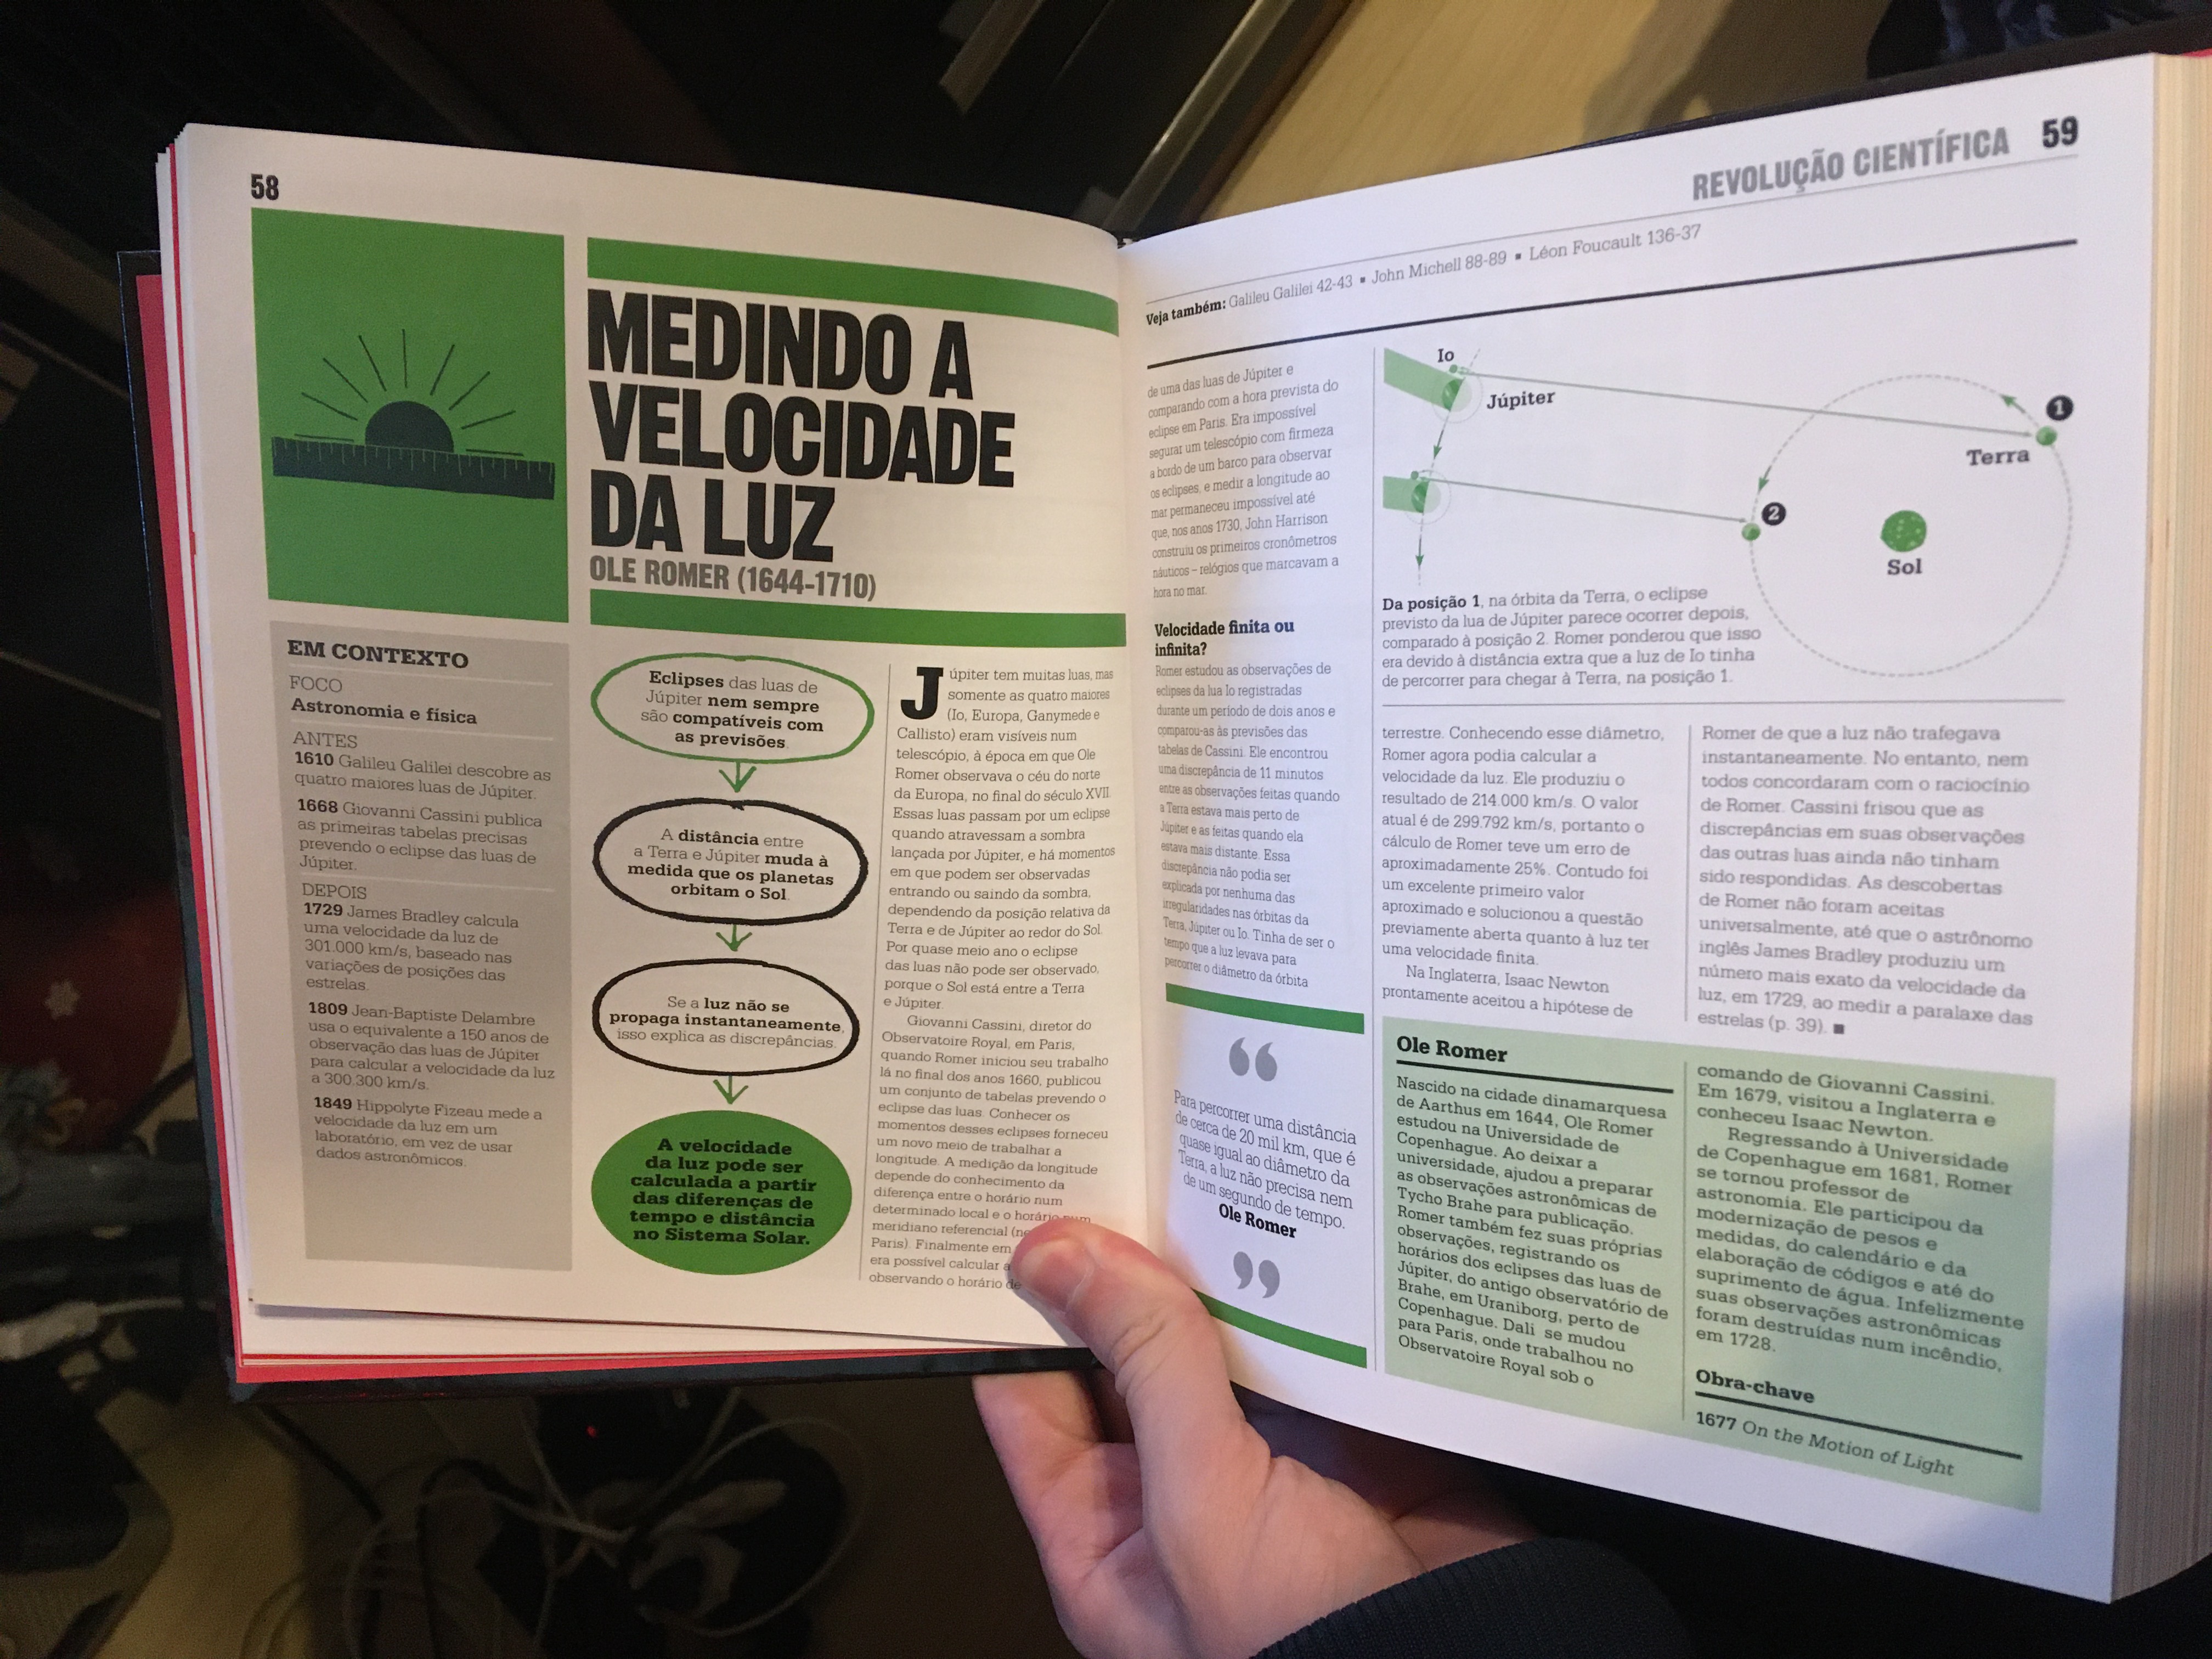 58
MEDINDO A
VELOCIDADE
DA LUZ
OLE ROMER (1644-1710)
EM CONTEXTO
FOCO
Astronomia e física
ANTES
1610 Galileu Galilei descobre as
quatro maiores luas de Júpiter.
1668 Giovanni Cassini publica
as primeiras tabelas precisas
prevendo o eclipse das luas de
Júpiter.
DEPOIS
1729 James Bradley calcula
uma velocidade da luz de
301.000 km/s, baseado nas
variações de posições das
estrelas.
1809 Jean-Baptiste Delambre
usa o equivalente a 150 anos de
observação das luas de Júpiter
para calcular a velocidade da luz
a 300.300 km/s.
1849 Hippolyte Fizeau mede a
velocidade da luz em um
laboratório, em vez de usar
dados astronômicos.
Eclipses das luas de
Júpiter nem sempre
são compatíveis com
as previsões.
A distância entre
a Terra e Júpiter muda à
medida que os planetas
orbitam o Sol.
Se a luz não se
propaga instantaneamente,
isso explica as discrepâncias.
A velocidade
da luz pode ser
calculada a partir
das diferenças de
tempo e distância
no Sistema Solar.
Júpiter tem muitas luas, mas
somente as quatro maiores
(Io, Europa, Ganymede e
Callisto) eram visíveis num
telescópio, à época em que Ole
Romer observava o céu do norte
da Europa, no final do século XVII.
Essas luas passam por um eclipse
quando atravessam a sombra
lançada por Júpiter, e há momentos
em que podem ser observadas
entrando ou saindo da sombra,
dependendo da posição relativa da
Terra e de Júpiter ao redor do Sol.
Por quase meio ano o eclipse
das luas não pode ser observado,
porque o Sol está entre a Terra
e Júpiter.
Giovanni Cassini, diretor do
Observatoire Royal, em Paris,
quando Romer iniciou seu trabalho
lá no final dos anos 1660, publicou
um conjunto de tabelas prevendo o
eclipse das luas. Conhecer os
momentos desses eclipses forneceu
um novo meio de trabalhar a
longitude. A medição da longitude
depende do conhecimento da
diferença entre o horário num
determinado local e o horário num
meridiano referencial
Paris). Finalmente em
era possível calcular
observando o horário de
REVOLUÇÃO CIENTÍFICA 59
Veja também: Galileu Galilei 42-43 ▪ John Michell 88-89 ▪ Léon Foucault 136-37
de uma das luas de Júpiter e
comparando com a hora prevista do
eclipse em Paris. Era impossível
segurar um telescópio com firmeza
a bordo de um barco para observar
os eclipses, e medir a longitude ao
mar permaneceu impossível até
que, nos anos 1730, John Harrison
construiu os primeiros cronômetros
náuticos – relógios que marcavam a
hora no mar.
Velocidade finita ou
infinita?
Romer estudou as observações de
eclipses da lua Io registradas
durante um período de dois anos e
comparou-as às previsões das
tabelas de Cassini. Ele encontrou
uma discrepância de 11 minutos
entre as observações feitas quando
a Terra estava mais perto de
Júpiter e as feitas quando ela
estava mais distante. Essa
discrepância não podia ser
explicada por nenhuma das
irregularidades nas órbitas da
Terra, Júpiter ou Io. Tinha de ser o
tempo que a luz levava para
percorrer o diâmetro da órbita
“
Para percorrer uma distância
de cerca de 20 mil km, que é
quase igual ao diâmetro da
Terra, a luz não precisa nem
de um segundo de tempo.
Ole Romer
”
Io
Júpiter
2
Sol
Terra
1
Da posição 1, na órbita da Terra, o eclipse
previsto da lua de Júpiter parece ocorrer depois,
comparado à posição 2. Romer ponderou que isso
era devido à distância extra que a luz de Io tinha
de percorrer para chegar à Terra, na posição 1.
terrestre. Conhecendo esse diâmetro,
Romer agora podia calcular a
velocidade da luz. Ele produziu o
resultado de 214.000 km/s. O valor
atual é de 299.792 km/s, portanto o
cálculo de Romer teve um erro de
aproximadamente 25%. Contudo foi
um excelente primeiro valor
aproximado e solucionou a questão
previamente aberta quanto à luz ter
uma velocidade finita.
Na Inglaterra, Isaac Newton
prontamente aceitou a hipótese de
Romer de que a luz não trafegava
instantaneamente. No entanto, nem
todos concordaram com o raciocínio
de Romer. Cassini frisou que as
discrepâncias em suas observações
das outras luas ainda não tinham
sido respondidas. As descobertas
de Romer não foram aceitas
universalmente, até que o astrônomo
inglês James Bradley produziu um
número mais exato da velocidade da
luz, em 1729, ao medir a paralaxe das
estrelas (p. 39). ▪
Ole Romer
Nascido na cidade dinamarquesa
de Aarthus em 1644, Ole Romer
estudou na Universidade de
Copenhague. Ao deixar a
universidade, ajudou a preparar
as observações astronômicas de
Tycho Brahe para publicação.
Romer também fez suas próprias
observações, registrando os
horários dos eclipses das luas de
Júpiter, do antigo observatório de
Brahe, em Uraniborg, perto de
Copenhague. Dali se mudou
para Paris, onde trabalhou no
Observatoire Royal sob o
comando de Giovanni Cassini.
Em 1679, visitou a Inglaterra e
conheceu Isaac Newton.
Regressando à Universidade
de Copenhague em 1681, Romer
se tornou professor de
astronomia. Ele participou da
modernização de pesos e
medidas, do calendário e da
elaboração de códigos e até do
suprimento de água. Infelizmente
suas observações astronômicas
foram destruídas num incêndio,
em 1728.
Obra-chave
1677 On the Motion of Light